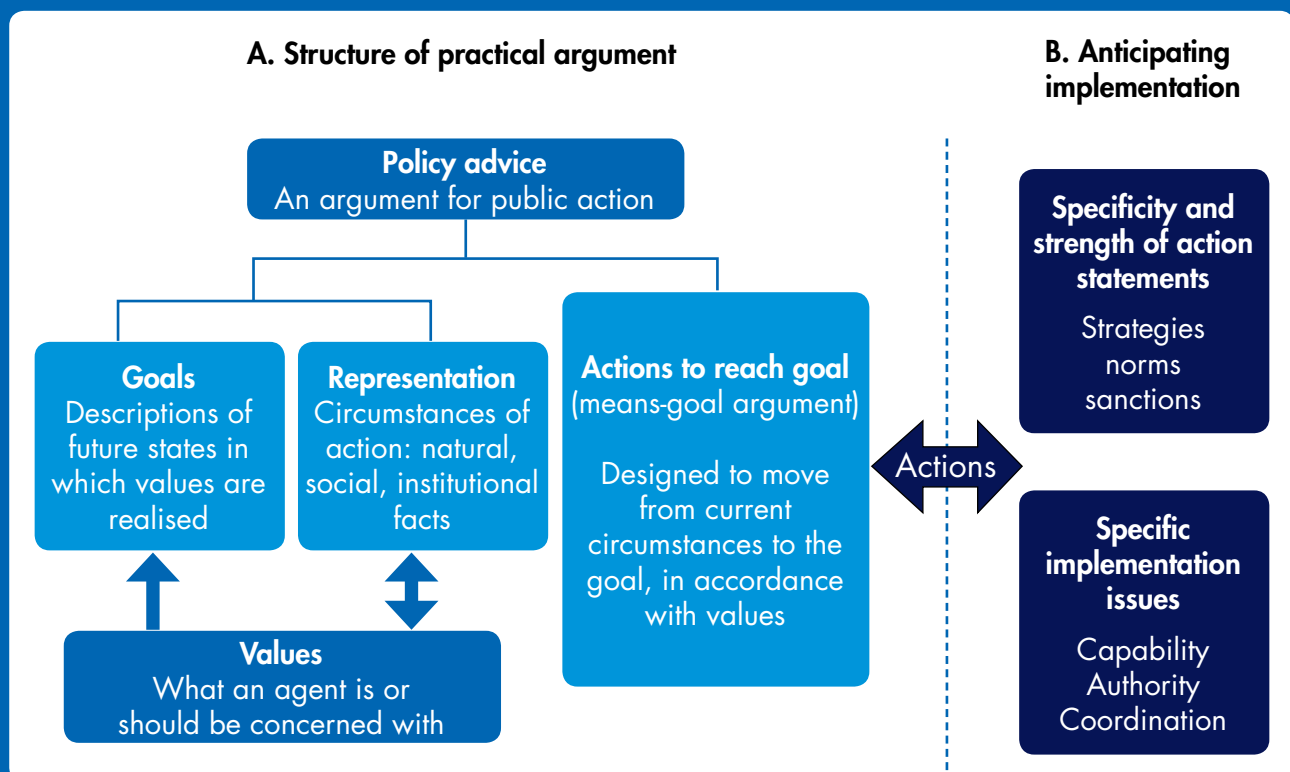 A. Structure of practical argument
B. Anticipating
implementation
Policy advice
An argument for public action
Goals
Descriptions of
future states in
which values are
realised
Representation
Circumstances of
action: natural,
social, institutional
facts
Actions to reach goal
(means-goal argument)
Designed to move
from current
circumstances to the
goal, in accordance
with values
Values
What an agent is or
should be concerned with
Actions
Specificity and
strength of action
statements
Strategies
norms
sanctions
Specific
implementation
issues
Capability
Authority
Coordination